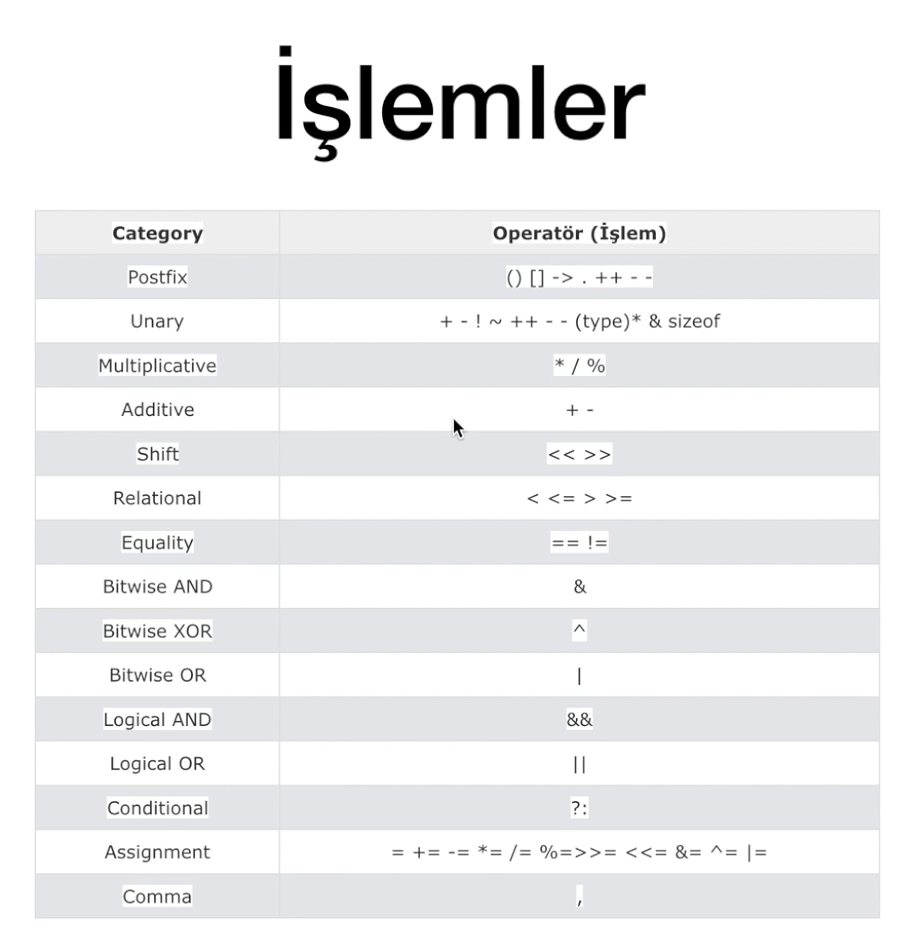 İşlemler
Category Operatör (İşlem)
Postfix () [] -> . ++ - -
Unary + - ! ~ ++ - - (type)* & sizeof
Multiplicative * / %
Additive + -
Shift << >>
Relational < <= > >=
Equality == !=
Bitwise AND &
Bitwise XOR ^
Bitwise OR |
Logical AND &&
Logical OR ||
Conditional ?:
Assignment = += -= *= /= %=>>= <<= &= ^= |=
Comma ,